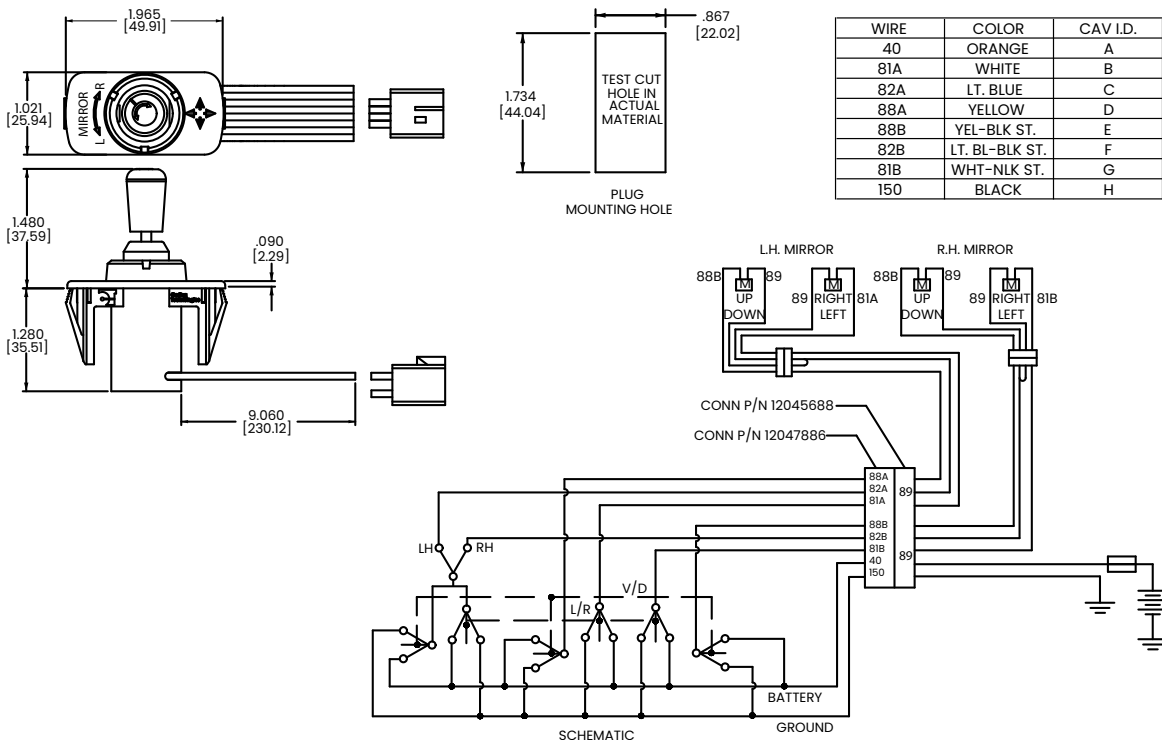 1.965
[49.91]
1.021
[25.94]
MIRROR
L
R
1.480
[37.59]
.090
[2.29]
1.280
[35.51]
9.060
[230.12]
.867
[22.02]
1.734
[44.04]
TEST CUT
HOLE IN
ACTUAL
MATERIAL
PLUG
MOUNTING HOLE
WIRE COLOR CAV I.D.
40 ORANGE A
81A WHITE B
82A LT. BLUE C
88A YELLOW D
88B YEL-BLK ST. E
82B LT. BL-BLK ST. F
81B WHT-NLK ST. G
150 BLACK H
L.H. MIRROR
R.H. MIRROR
88B M 89
UP
DOWN
M
89 RIGHT 81A
LEFT
88B M 89
UP
DOWN
M
89 RIGHT 81B
LEFT
CONN P/N 12045688
CONN P/N 12047886
88A
82A
81A
89
88B
82B
81B
40
150
89
LH
RH
V/D
L/R
BATTERY
GROUND
SCHEMATIC